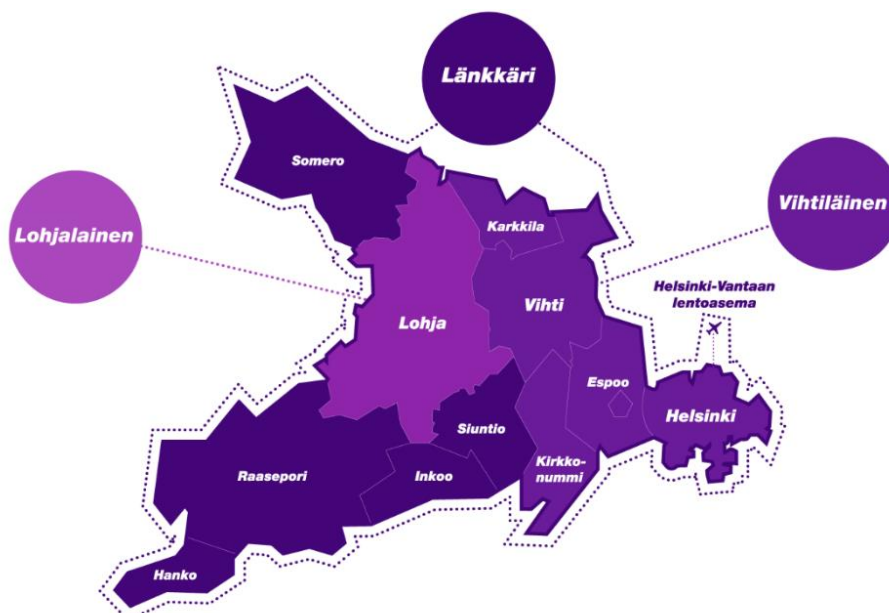 Länkkäri
Somero
Lohjalainen
Vihtiläinen
Karkkila
Helsinki-Vantaan
lentoasema
Lohja
Vihti
Espoo
Helsinki
Siuntio
Kirkko-
nummi
Raasepori
Inkoo
Hanko